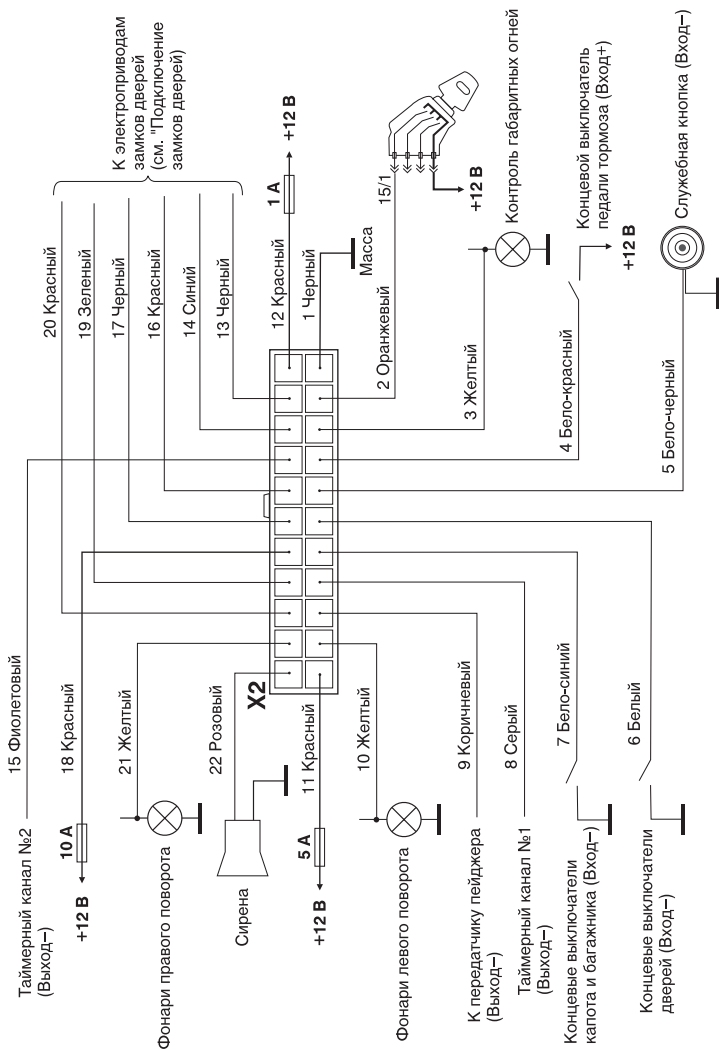 20 Красный
19 Зеленый
17 Черный
16 Красный
14 Синий
13 Черный
К электроприводам
замков дверей
(см. "Подключение
замков дверей)
12 Красный
1 А
+12 В
1 Черный
Масса
2 Оранжевый
15/1
+12 В
3 Желтый
Контроль габаритных огней
4 Бело-красный
Концевой выключатель
педали тормоза (Вход+)
+12 В
5 Бело-черный
Служебная кнопка (Вход–)
X2
Таймерный канал №2
(Выход–)
15 Фиолетовый
+12 В
10 А
18 Красный
Фонари правого поворота
21 Желтый
Сирена
22 Розовый
+12 В
5 А
11 Красный
Фонари левого поворота
10 Желтый
К передатчику пейджера
(Выход–)
9 Коричневый
Таймерный канал №1
(Выход–)
8 Серый
Концевые выключатели
капота и багажника (Вход–)
7 Бело-синий
Концевые выключатели
дверей (Вход–)
6 Белый